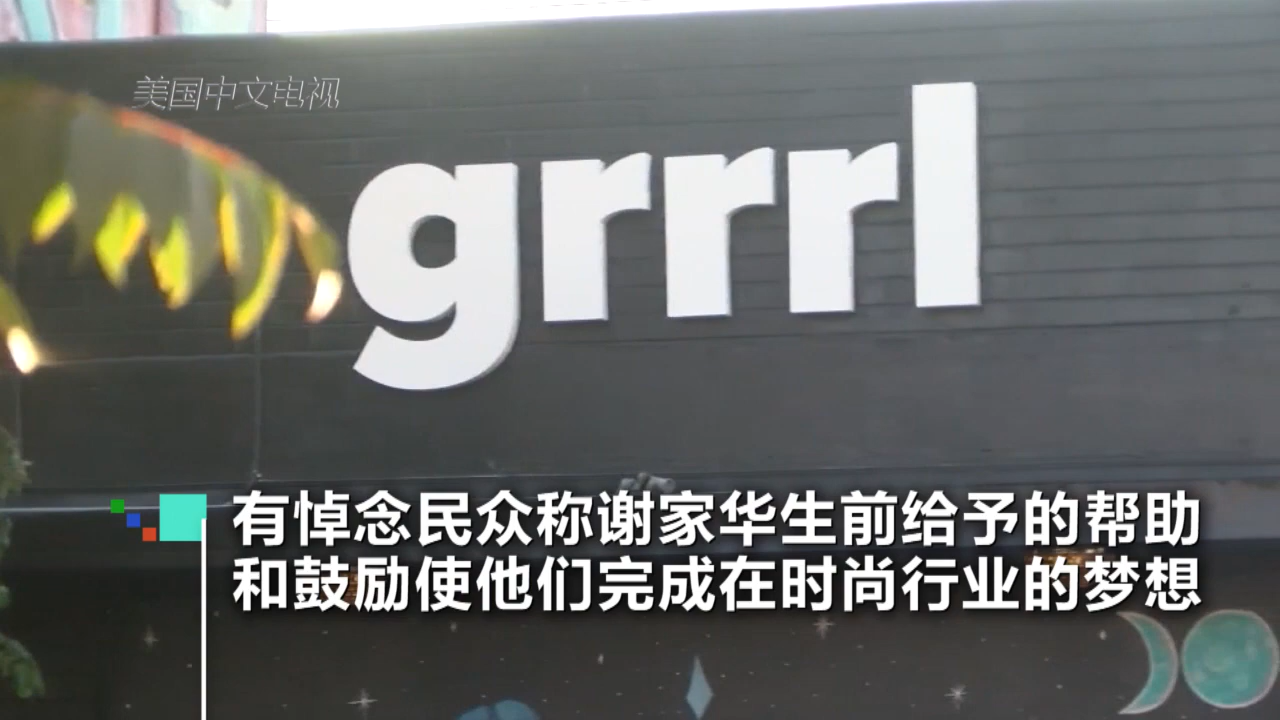 美国中文电视
grrrl
有悼念民众称谢家华生前给予的帮助
和鼓励使他们完成在时尚行业的梦想